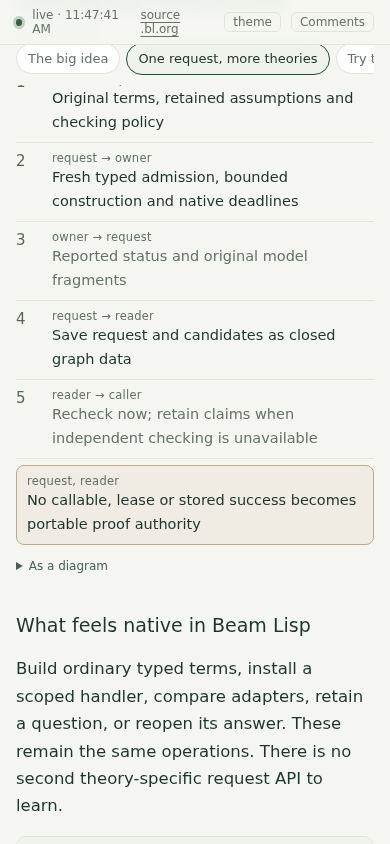 live · 11:47:41 AM
source .bl.org
theme
Comments
The big idea
One request, more theories
Try t
Original terms, retained assumptions and
checking policy
2
request → owner
Fresh typed admission, bounded
construction and native deadlines
3
owner → request
Reported status and original model
fragments
4
request → reader
Save request and candidates as closed
graph data
5
reader → caller
Recheck now; retain claims when
independent checking is unavailable
request, reader
No callable, lease or stored success becomes
portable proof authority
As a diagram
What feels native in Beam Lisp
Build ordinary typed terms, install a
scoped handler, compare adapters, retain
a question, or reopen its answer. These
remain the same operations. There is no
second theory-specific request API to
learn.